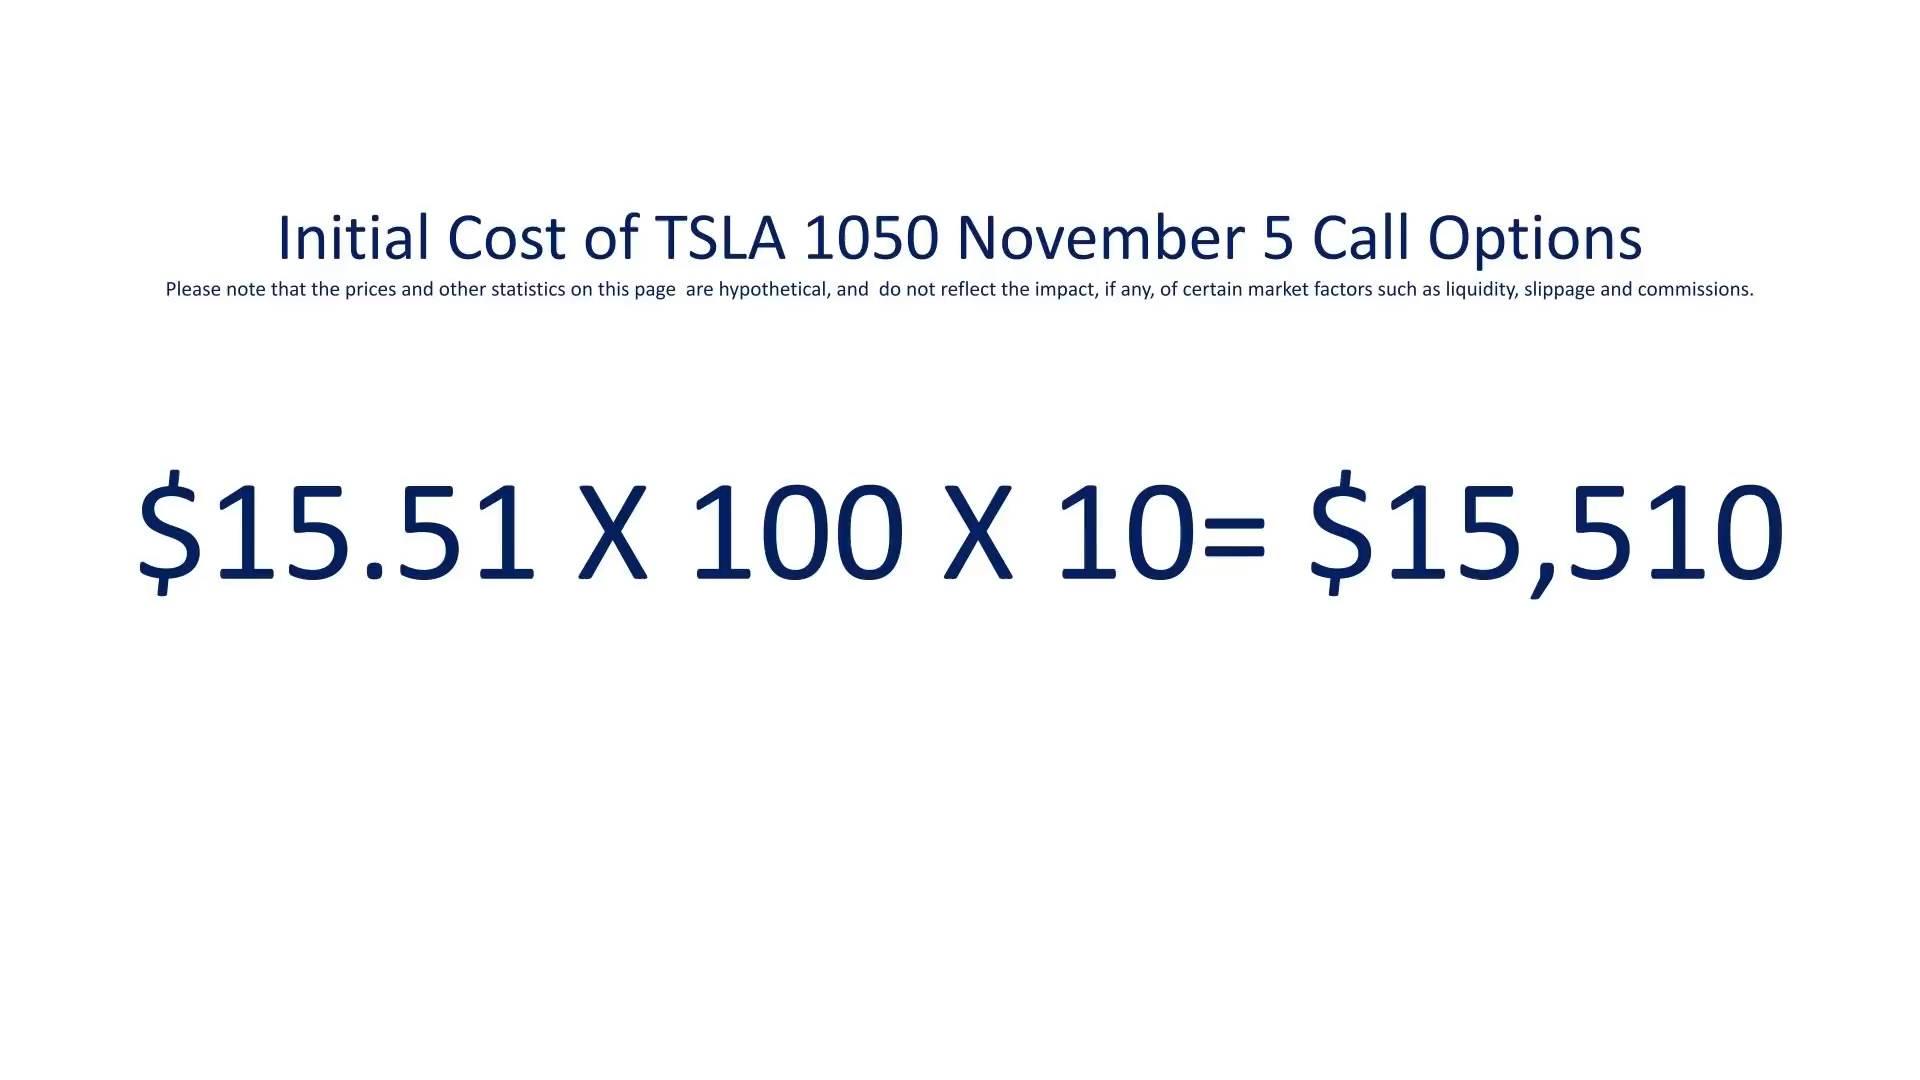 Initial Cost of TSLA 1050 November 5 Call Options
Please note that the prices and other statistics on this page  are hypothetical, and  do not reflect the impact, if any, of certain market factors such as liquidity, slippage and commissions.
$15.51 X 100 X 10= $15,510